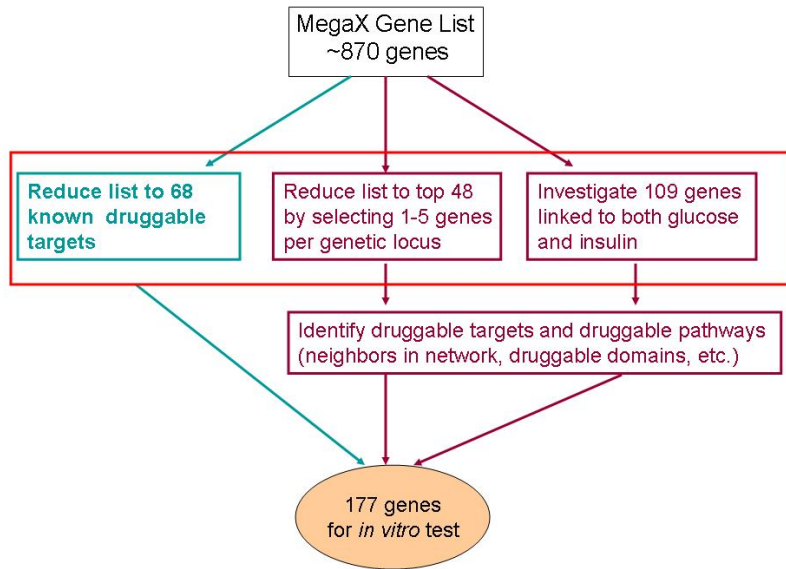 MegaX Gene List
~870 genes
Reduce list to 68
known druggable
targets
Reduce list to top 48
by selecting 1-5 genes
per genetic locus
Investigate 109 genes
linked to both glucose
and insulin
Identify druggable targets and druggable pathways
(neighbors in network, druggable domains, etc.)
177 genes
for in vitro test